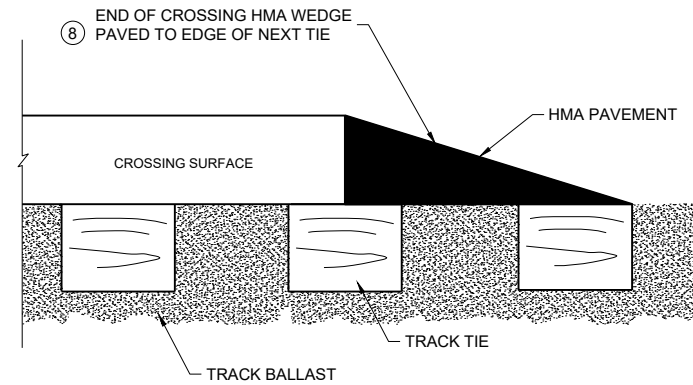 END OF CROSSING HMA WEDGE
8 PAVED TO EDGE OF NEXT TIE
HMA PAVEMENT
CROSSING SURFACE
TRACK TIE
TRACK BALLAST